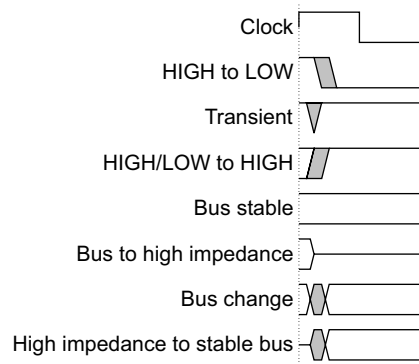 Clock
HIGH to LOW
Transient
HIGH/LOW to HIGH
Bus stable
Bus to high impedance
Bus change
High impedance to stable bus